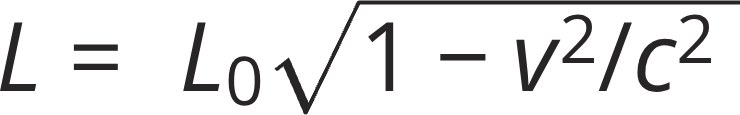 L = L₀√1 − v²/c²